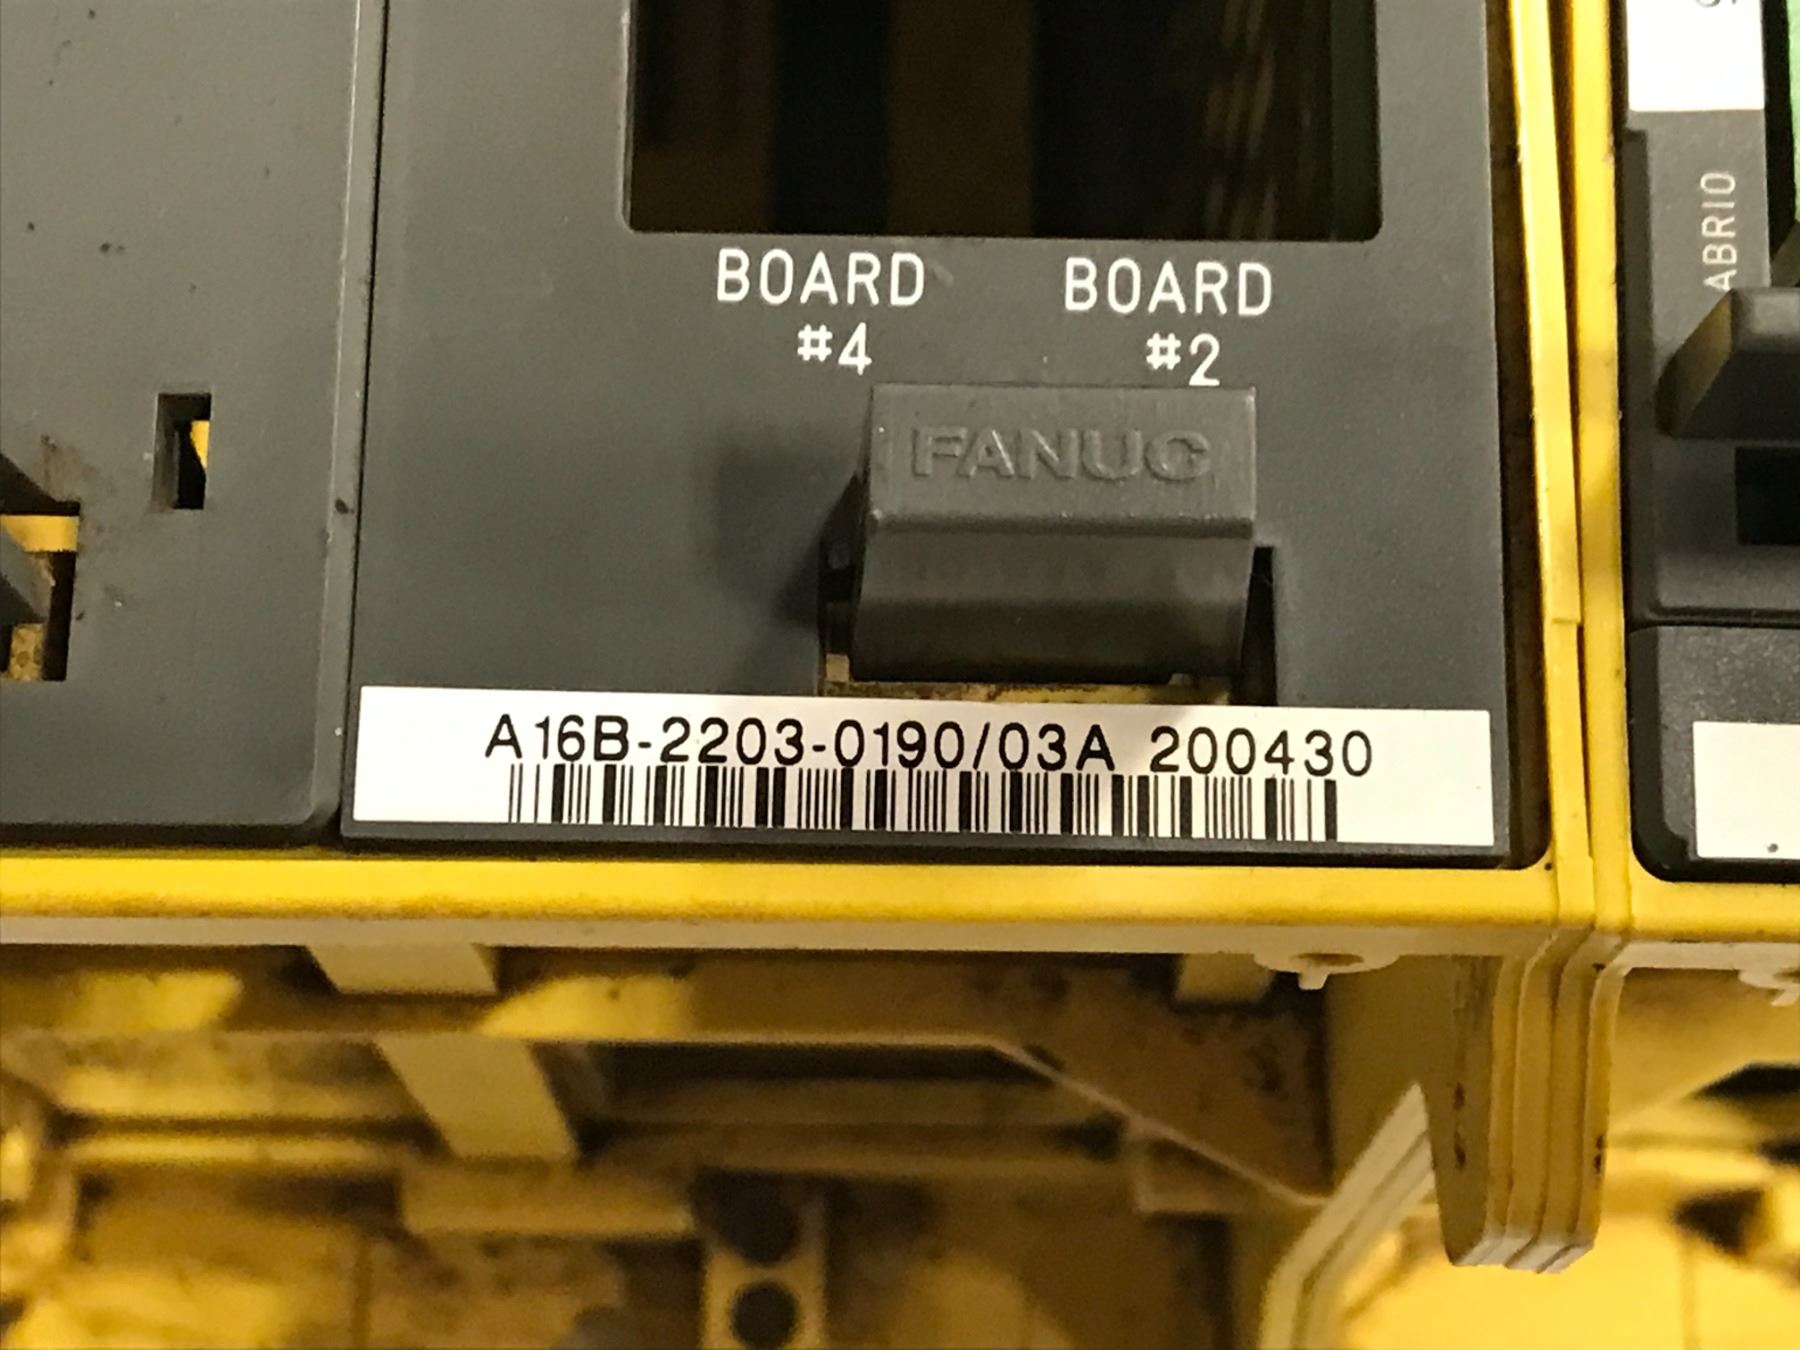 BOARD
#4
BOARD
#2
FANUC
A16B-2203-0190/03A 200430
ABRIO